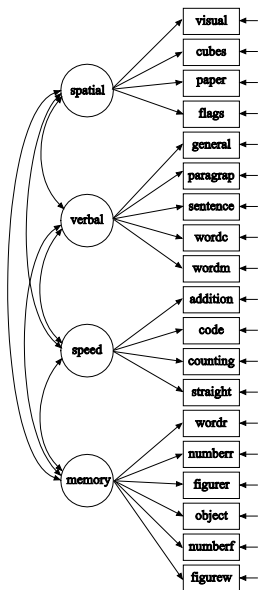 visual
cubes
paper
spatial
flags
general
paragrap
sentence
verbal
wordc
wordm
addition
code
speed
counting
straight
wordr
numberr
memory
figurer
object
numberf
figurew